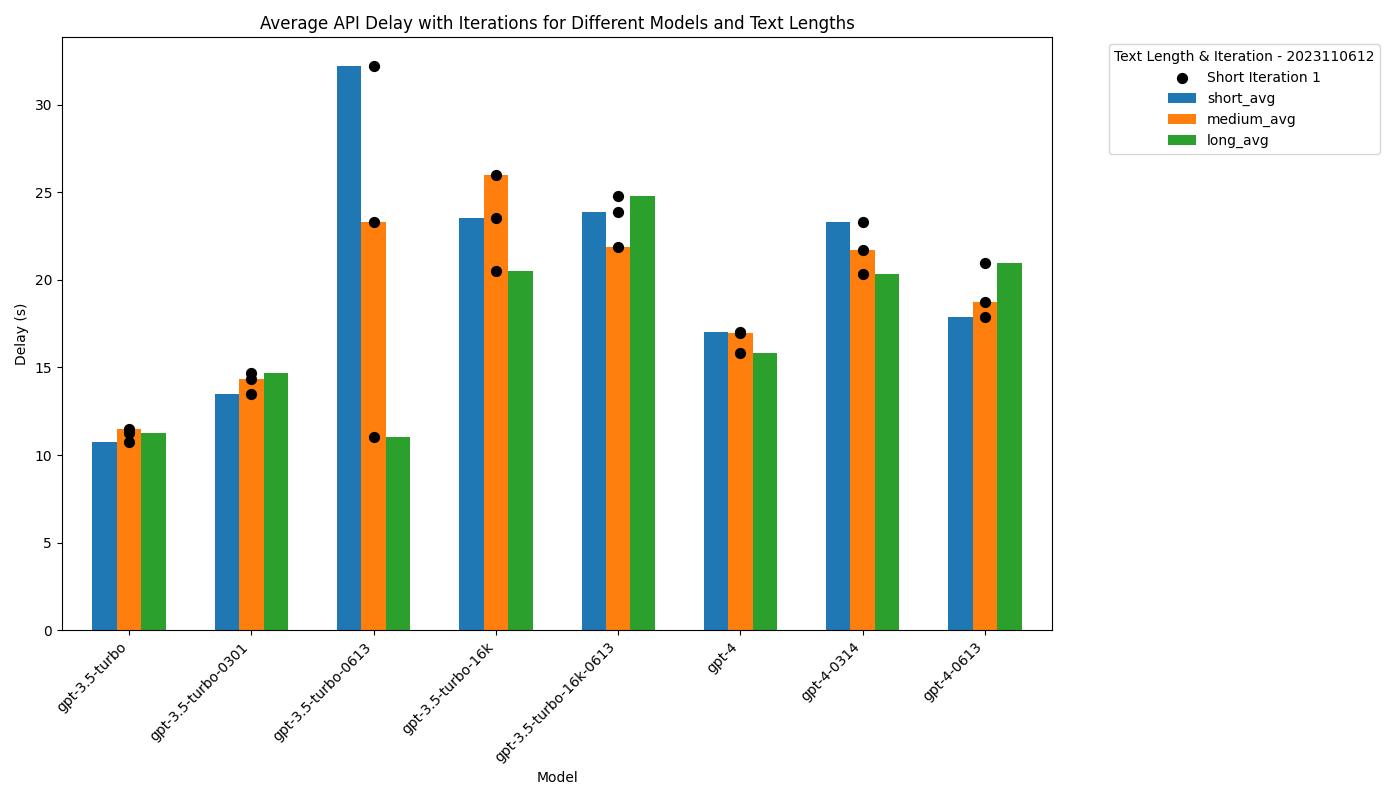 Average API Delay with Iterations for Different Models and Text Lengths
Text Length & Iteration - 2023110612
Short Iteration 1
short_avg
medium_avg
long_avg
Delay (s)
30
25
20
15
10
5
0
gpt-3.5-turbo
gpt-3.5-turbo-0301
gpt-3.5-turbo-0613
gpt-3.5-turbo-16k
gpt-3.5-turbo-16k-0613
gpt-4
gpt-4-0314
gpt-4-0613
Model